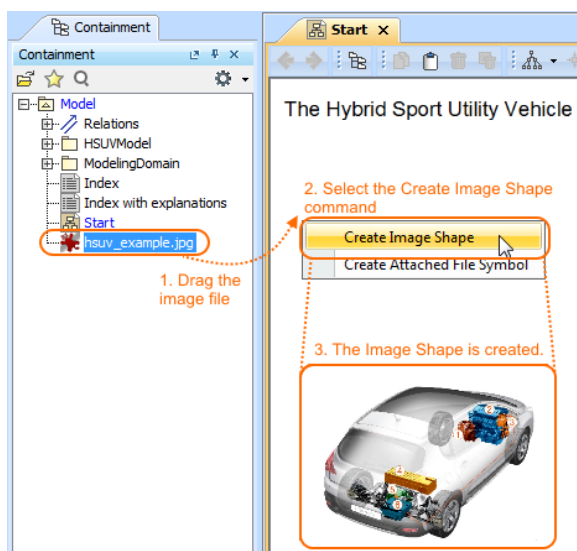 Containment
Containment
Model
Relations
HSUVModel
ModelingDomain
Index
Index with explanations
Start
hsuv_example.jpg
1. Drag the
image file
Start
The Hybrid Sport Utility Vehicle
2. Select the Create Image Shape
command
Create Image Shape
Create Attached File Symbol
3. The Image Shape is created.